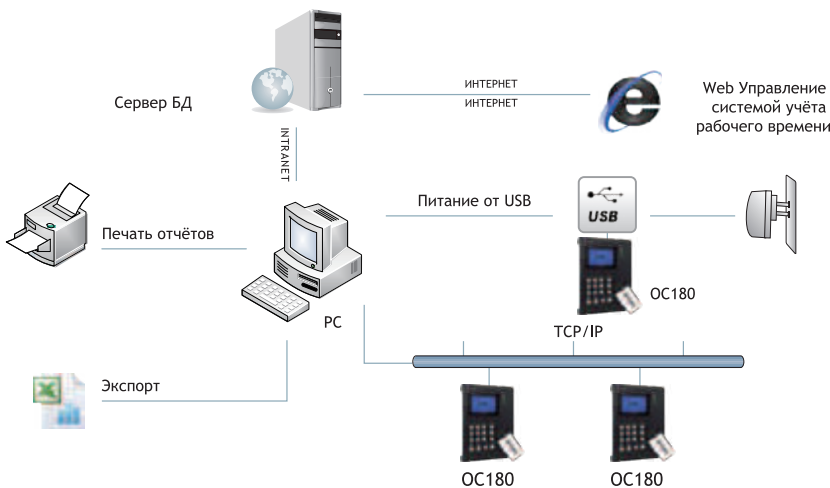 Сервер БД
ИНТЕРНЕТ
ИНТЕРНЕТ
Web Управление
системой учёта
рабочего времени
INTRANET
Питание от USB
USB
Печать отчётов
OC180
PC
TCP/IP
Экспорт
OC180
OC180